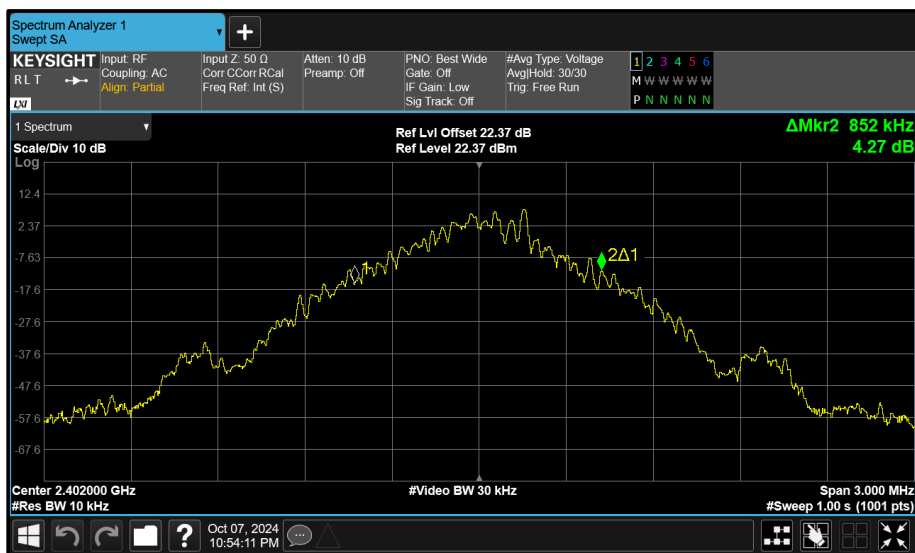 Spectrum Analyzer 1
Swept SA
+
KEYSIGHT
R L T
LXI
Input: RF
Coupling: AC
Align: Partial
Input Z: 50 Ω
Corr CCorr RCal
Freq Ref: Int (S)
Atten: 10 dB
Preamp: Off
PNO: Best Wide
Gate: Off
IF Gain: Low
Sig Track: Off
#Avg Type: Voltage
Avg|Hold: 30/30
Trig: Free Run
1 2 3 4 5 6
M W W W W W
P N N N N N
1 Spectrum
Scale/Div 10 dB
Ref Lvl Offset 22.37 dB
Ref Level 22.37 dBm
ΔMkr2 852 kHz
4.27 dB
Log
12.4
2.37
-7.63
-17.6
-27.6
-37.6
-47.6
-57.6
-67.6
1
2Δ1
Center 2.402000 GHz
#Res BW 10 kHz
#Video BW 30 kHz
Span 3.000 MHz
#Sweep 1.00 s (1001 pts)
?
Oct 07, 2024
10:54:11 PM